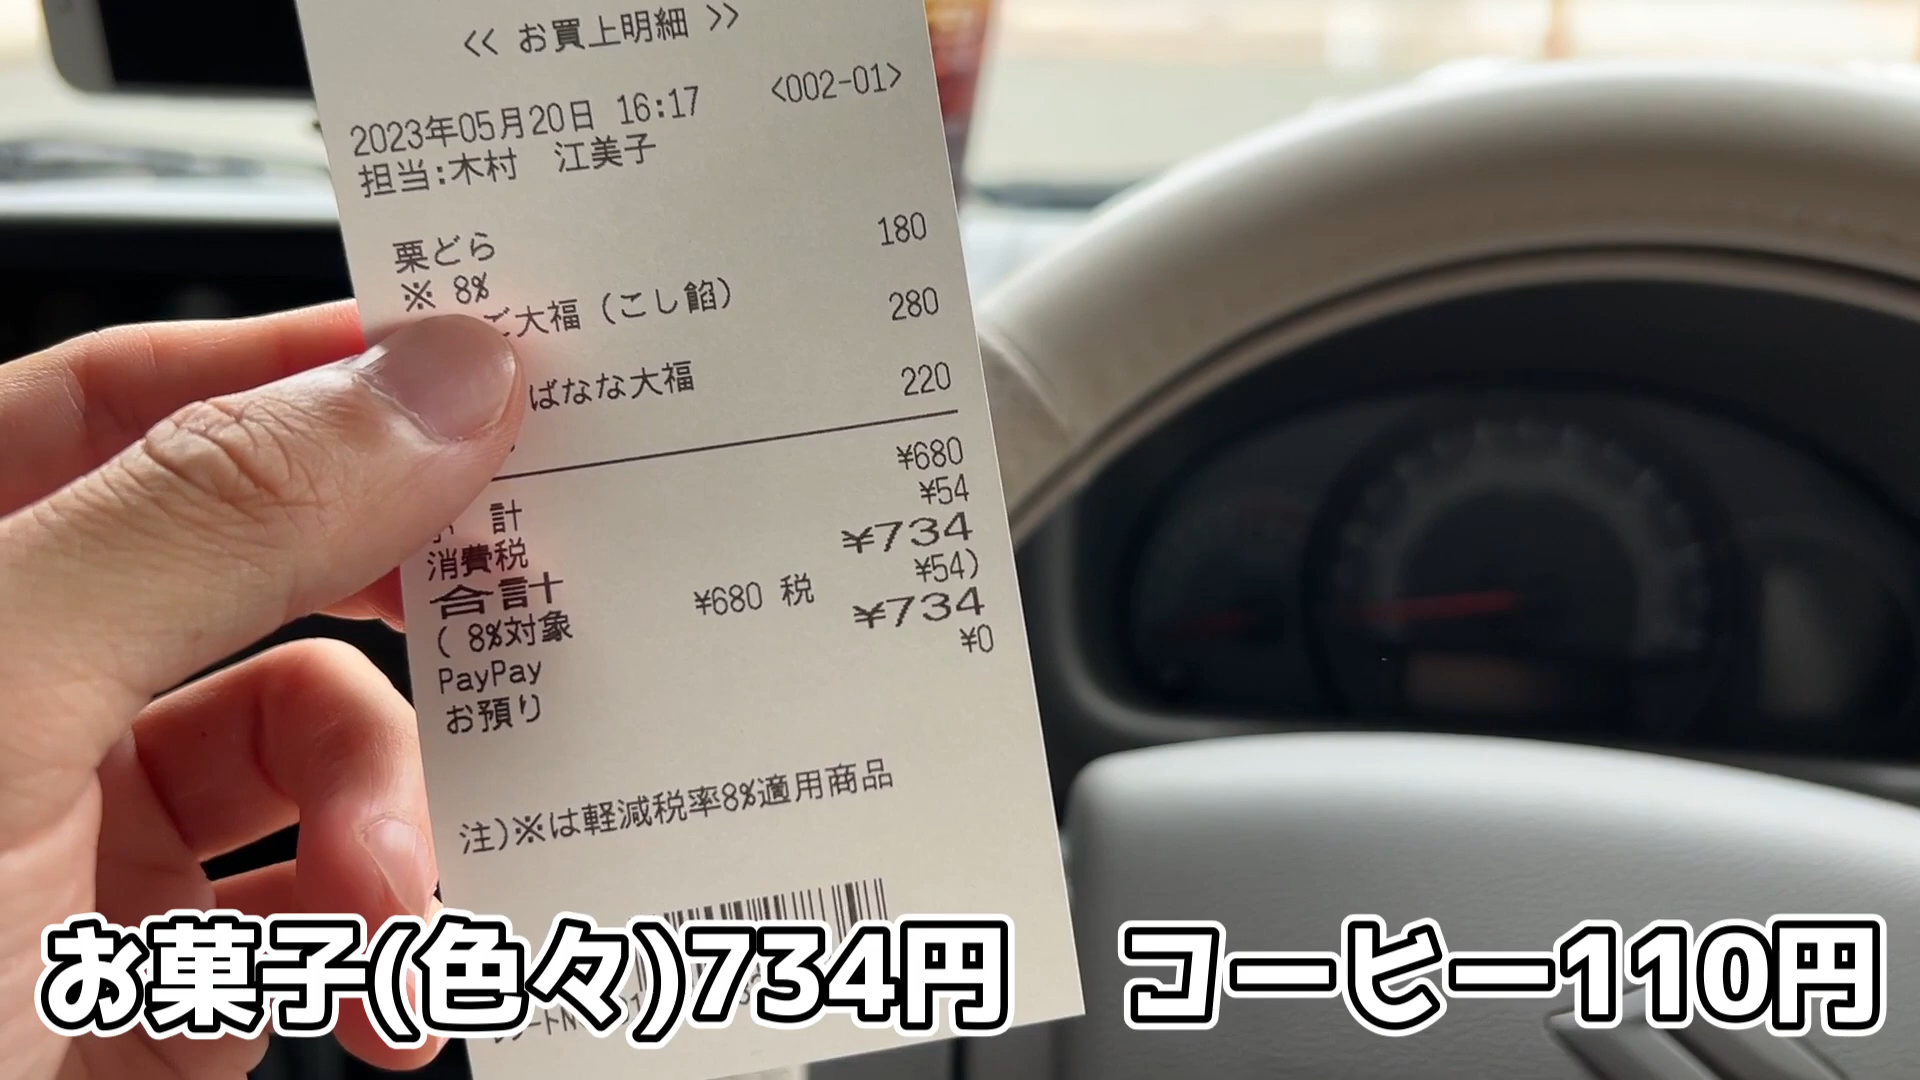 << お買上明細 >>
2023年05月20日 16:17 <002-01>
担当:木村 江美子
栗どら 180
※ 8%
ご大福（こし餡） 280
ばなな大福 220
計 ¥680
消費税 ¥54
合計 ¥734
( 8%対象 ¥680 税 ¥54)
PayPay ¥734
お預り ¥0
注)※は軽減税率8%適用商品
お菓子(色々)734円 コーヒー110円